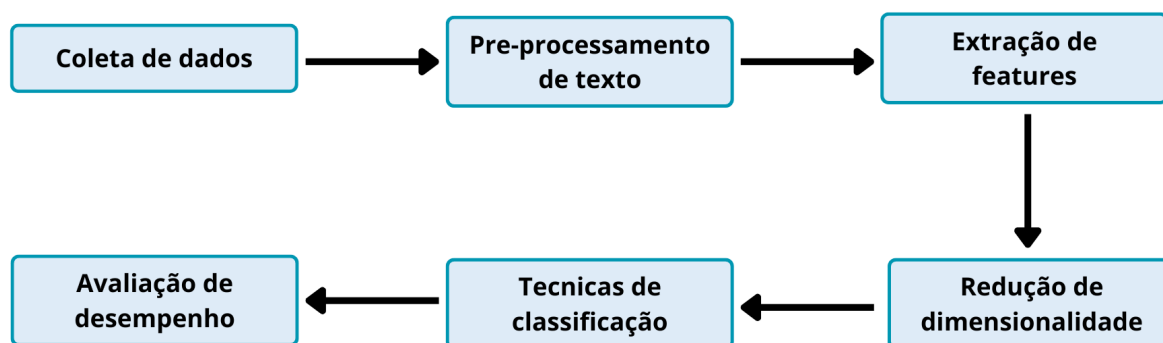 Coleta de dados
Pre-processamento
de texto
Extração de
features
Redução de
dimensionalidade
Tecnicas de
classificação
Avaliação de
desempenho